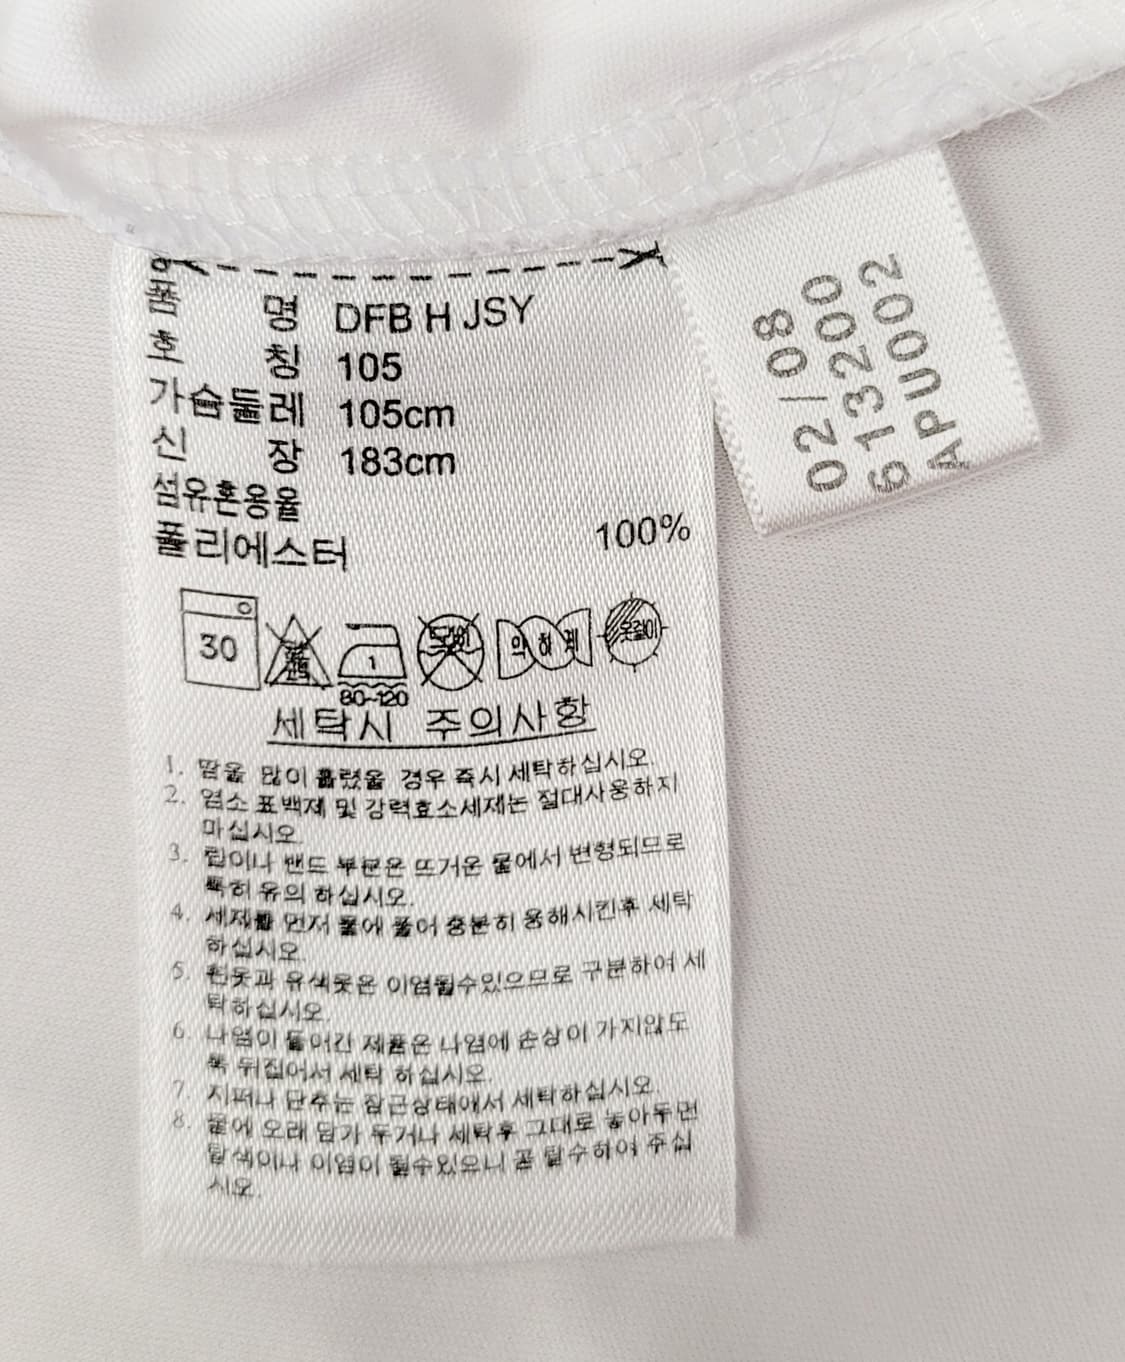 품 명 DFB H JSY
호 칭 105
가슴둘레 105cm
신 장 183cm
섬유혼용율
폴리에스터 100%
30
1
80~120
약하게
옷걸이
세탁시 주의사항
1. 땀을 많이 흘렸을 경우 즉시 세탁하십시오.
2. 염소 표백제 및 강력효소세제는 절대사용하지
마십시오.
3. 립이나 밴드 부분은 뜨거운 물에서 변형되므로
특히 유의 하십시오.
4. 세제를 먼저 물에 풀어 충분히 용해시킨후 세탁
하십시오.
5. 흰옷과 유색옷은 이염될수있으므로 구분하여 세
탁하십시오.
6. 나염이 들어간 제품은 나염에 손상이 가지않도
록 뒤집어서 세탁 하십시오.
7. 지퍼나 단추는 잠근상태에서 세탁하십시오.
8. 물에 오래 담가 두거나 세탁후 그대로 놓아두면
탈색이나 이염이 될수있으니 곧 탈수하여 주십
시오.
02/08
613200
APU002